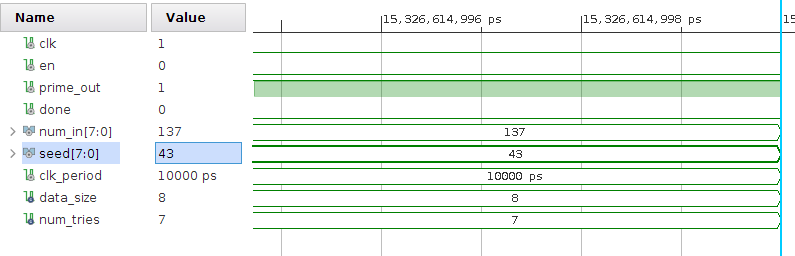 Name Value 15,326,614,996 ps 15,326,614,998 ps 15
clk 1
en 0
prime_out 1
done 0
num_in[7:0] 137 137
seed[7:0] 43 43
clk_period 10000 ps 10000 ps
data_size 8 8
num_tries 7 7